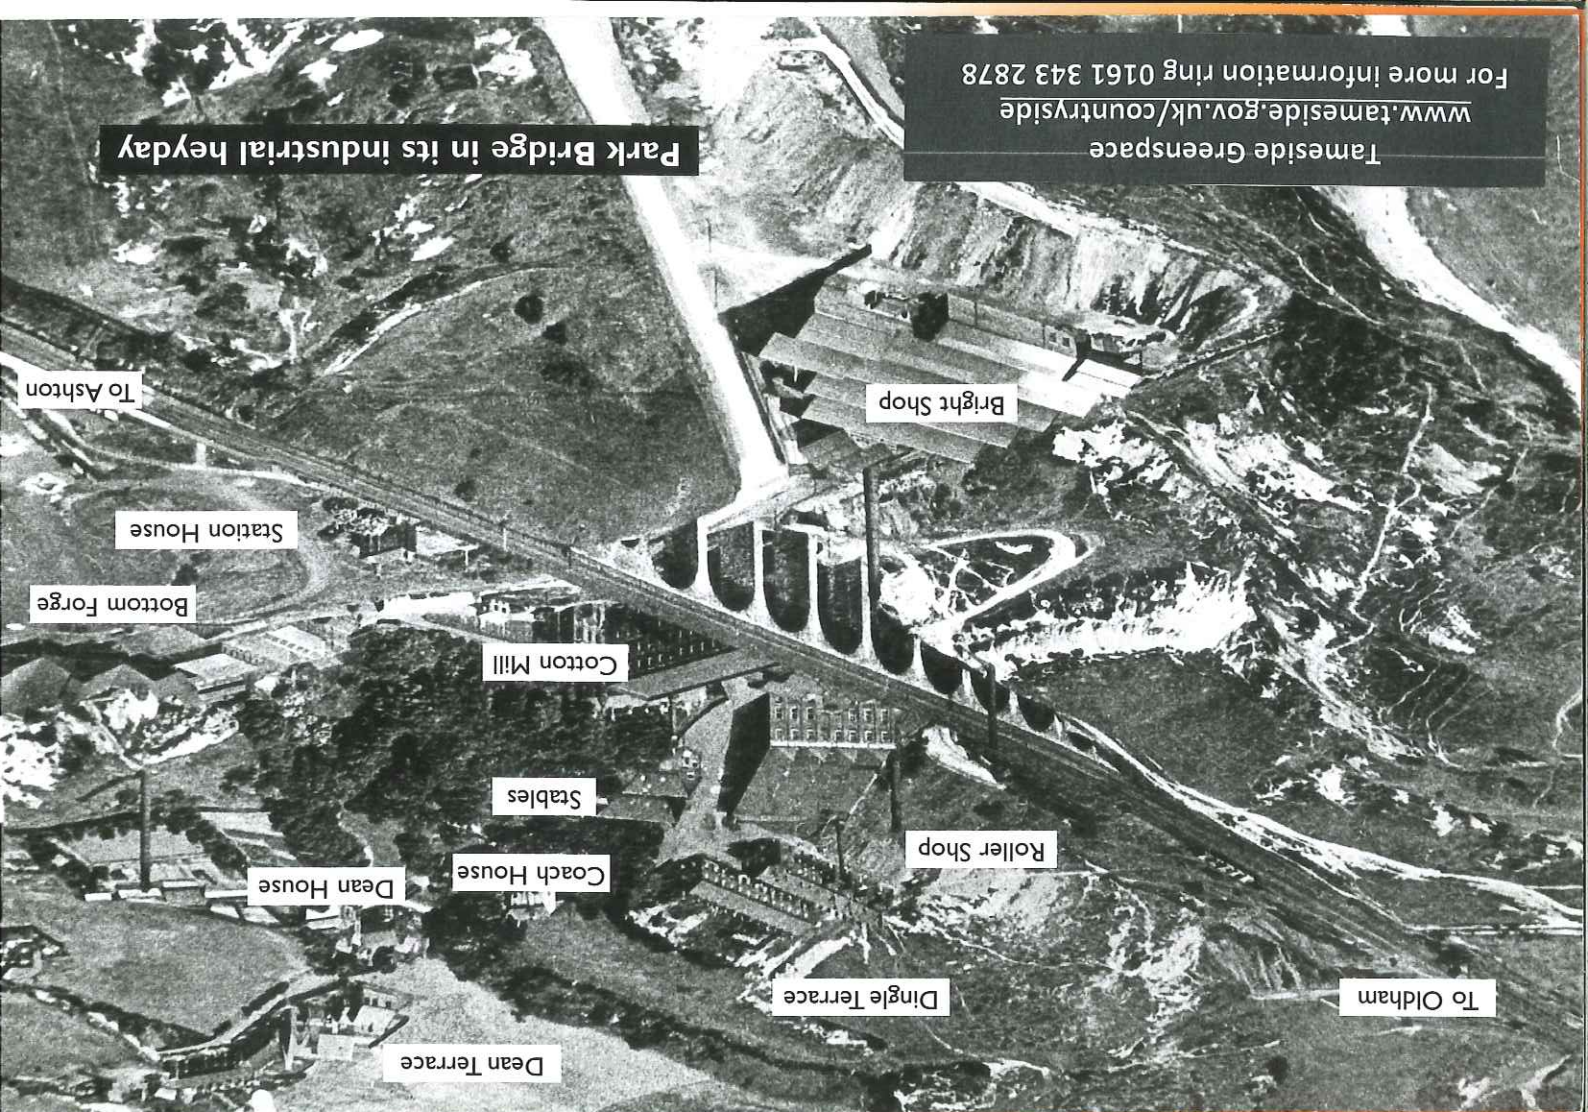 Dean Terrace
To Oldham
Dingle Terrace
Roller Shop
Coach House
Dean House
Stables
Cotton Mill
Bottom Forge
Station House
Bright Shop
To Ashton
Tameside Greenspace
www.tameside.gov.uk/countryside
For more information ring 0161 343 2878
Park Bridge in its industrial heyday